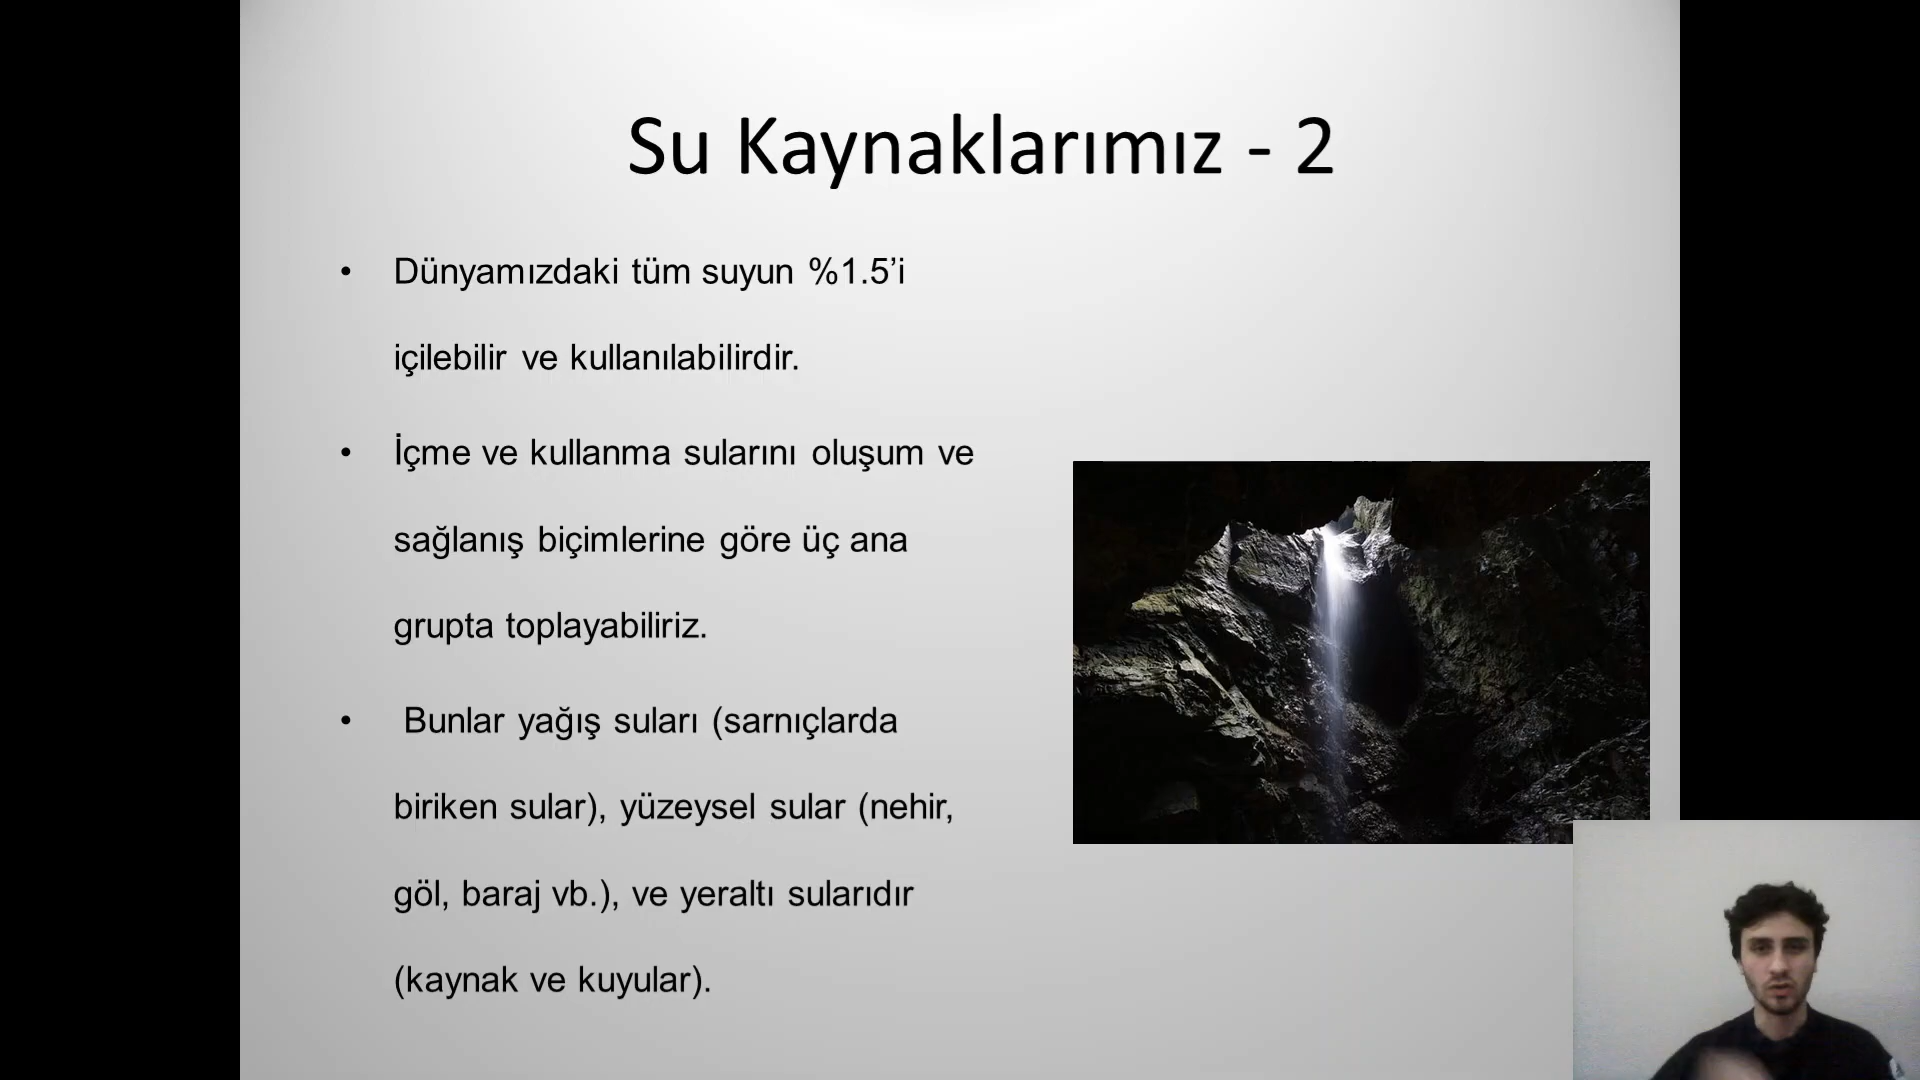 Su Kaynaklarımız - 2
• Dünyamızdaki tüm suyun %1.5’i
içilebilir ve kullanılabilirdir.
• İçme ve kullanma sularını oluşum ve
sağlanış biçimlerine göre üç ana
grupta toplayabiliriz.
• Bunlar yağış suları (sarnıçlarda
biriken sular), yüzeysel sular (nehir,
göl, baraj vb.), ve yeraltı sularıdır
(kaynak ve kuyular).